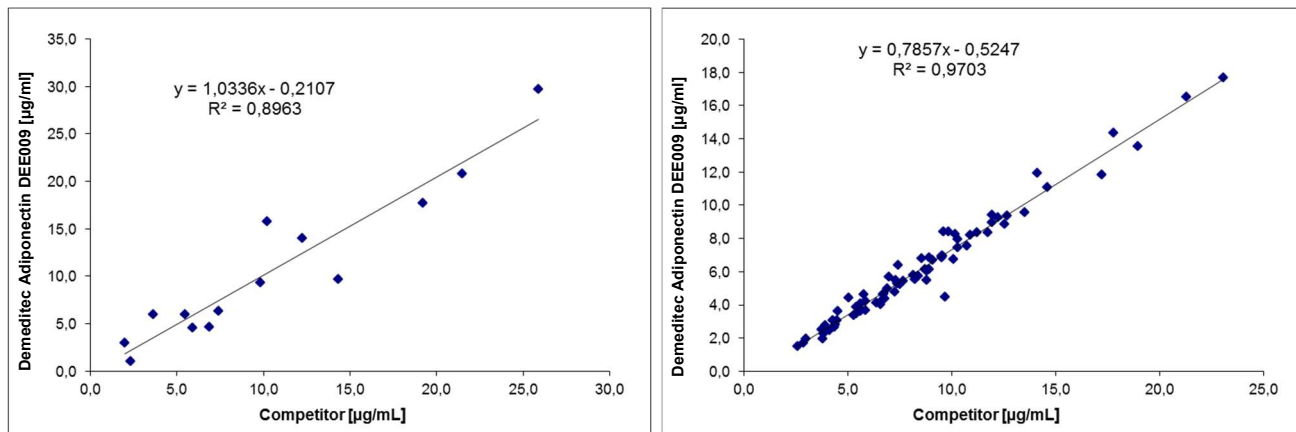 Demeditec Adiponectin DEE009 [µg/ml]
35,0
30,0
25,0
20,0
15,0
10,0
5,0
0,0
y = 1,0336x - 0,2107
R² = 0,8963
0,0 5,0 10,0 15,0 20,0 25,0 30,0
Competitor [µg/mL]
Demeditec Adiponectin DEE009 [µg/ml]
20,0
18,0
16,0
14,0
12,0
10,0
8,0
6,0
4,0
2,0
0,0
y = 0,7857x - 0,5247
R² = 0,9703
0,0 5,0 10,0 15,0 20,0 25,0
Competitor [µg/mL]